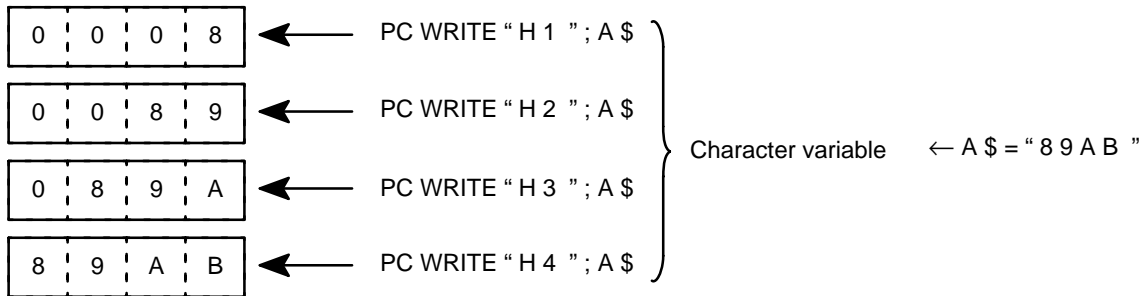 0 0 0 8 PC WRITE “ H 1 ” ; A $
0 0 8 9 PC WRITE “ H 2 ” ; A $
Character variable ← A $ = “ 8 9 A B ”
0 8 9 A PC WRITE “ H 3 ” ; A $
8 9 A B PC WRITE “ H 4 ” ; A $